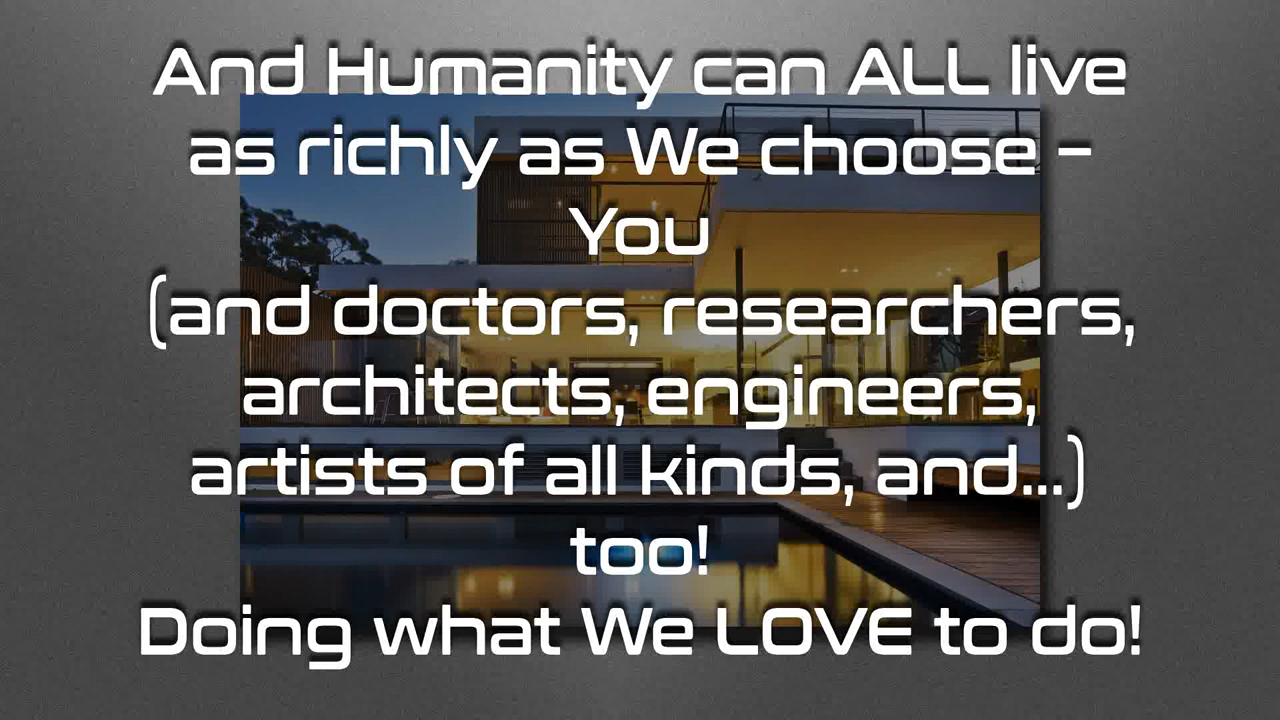 And Humanity can ALL live
as richly as We choose –
You
(and doctors, researchers,
architects, engineers,
artists of all kinds, and...)
too!
Doing what We LOVE to do!